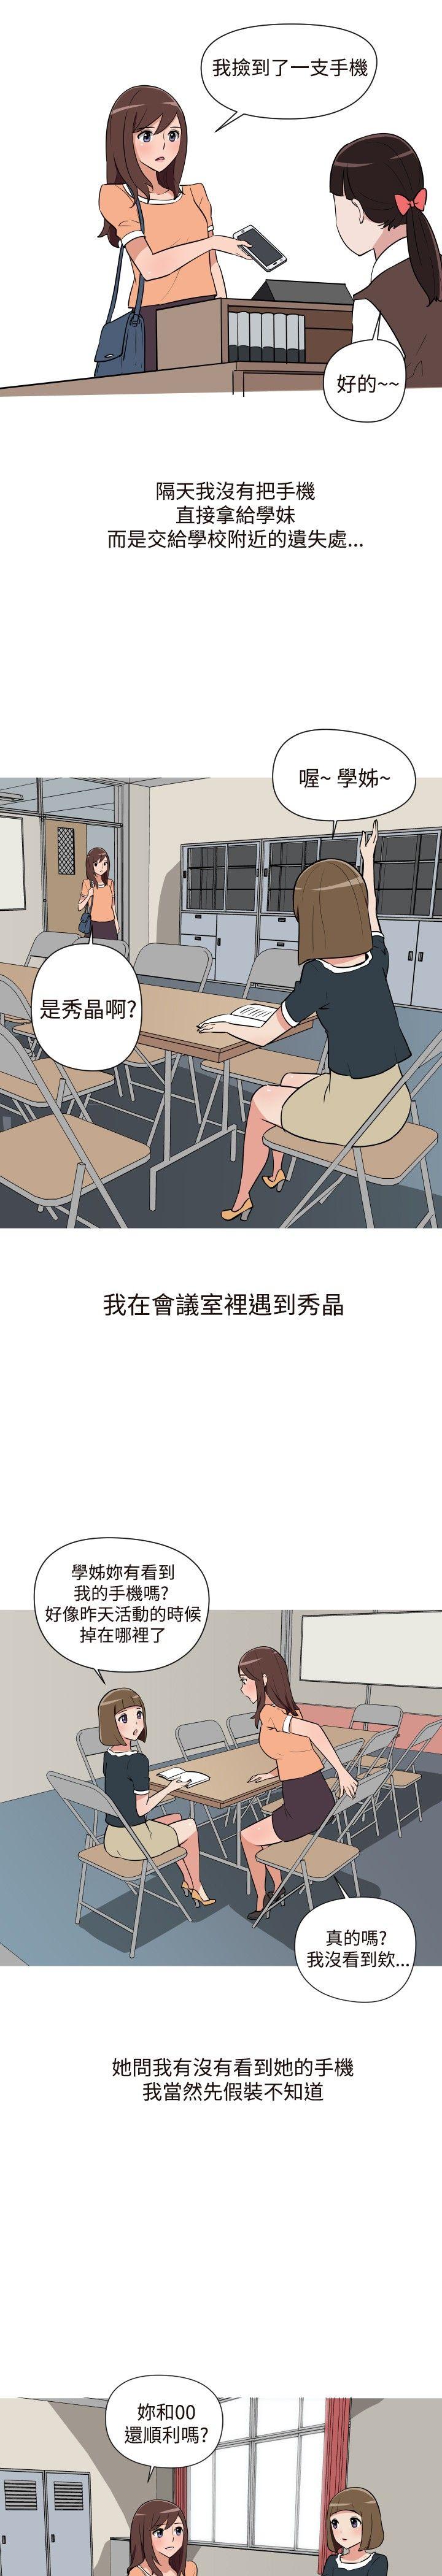 我撿到了一支手機
好的~~
隔天我沒有把手機
直接拿給學妹
而是交給學校附近的遺失處...
喔~ 學姊~
是秀晶啊?
我在會議室裡遇到秀晶
學姊妳有看到
我的手機嗎?
好像昨天活動的時候
掉在哪裡了
真的嗎?
我沒看到欸...
她問我有沒有看到她的手機
我當然先假裝不知道
妳和OO
還順利嗎?